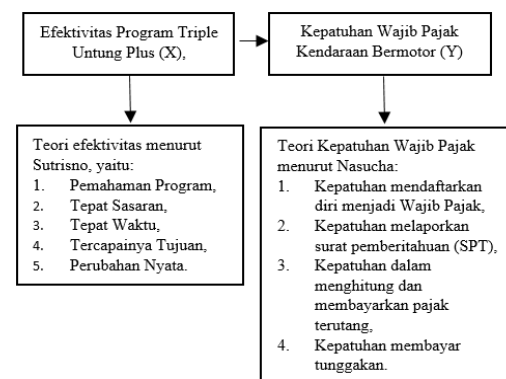 Efektivitas Program Triple
Untung Plus (X),
Kepatuhan Wajib Pajak
Kendaraan Bermotor (Y)
Teori efektivitas menurut
Sutrisno, yaitu:
1. Pemahaman Program,
2. Tepat Sasaran,
3. Tepat Waktu,
4. Tercapainya Tujuan,
5. Perubahan Nyata.
Teori Kepatuhan Wajib Pajak
menurut Nasucha:
1. Kepatuhan mendaftarkan
diri menjadi Wajib Pajak,
2. Kepatuhan melaporkan
surat pemberitahuan (SPT),
3. Kepatuhan dalam
menghitung dan
membayarkan pajak
terutang,
4. Kepatuhan membayar
tunggakan.